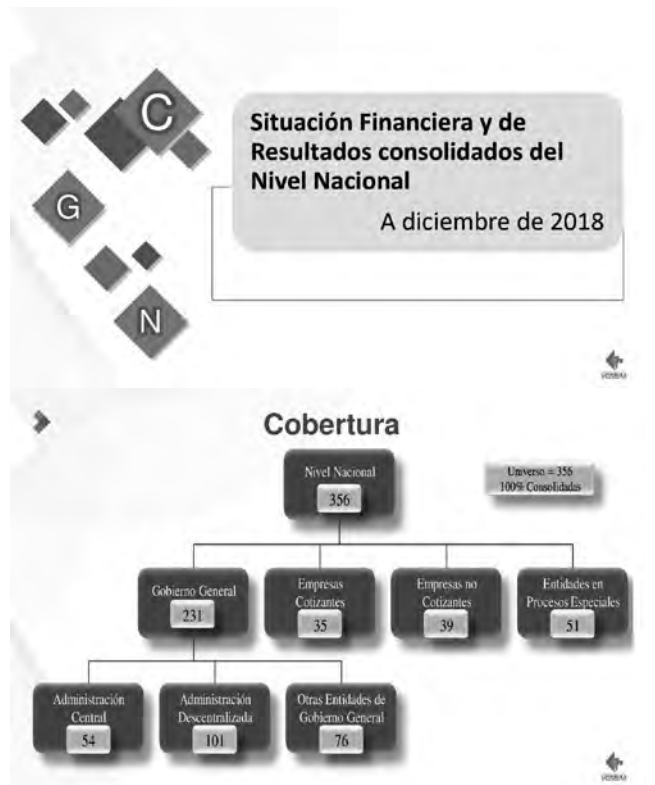 C
G
N
Situación Financiera y de
Resultados consolidados del
Nivel Nacional
A diciembre de 2018
Cobertura
Nivel Nacional
356
Universo = 356
100% Consolidadas
Gobierno General
231
Empresas
Cotizantes
35
Empresas no
Cotizantes
39
Entidades en
Procesos Especiales
51
Administración
Central
54
Administración
Descentralizada
101
Otras Entidades de
Gobierno General
76